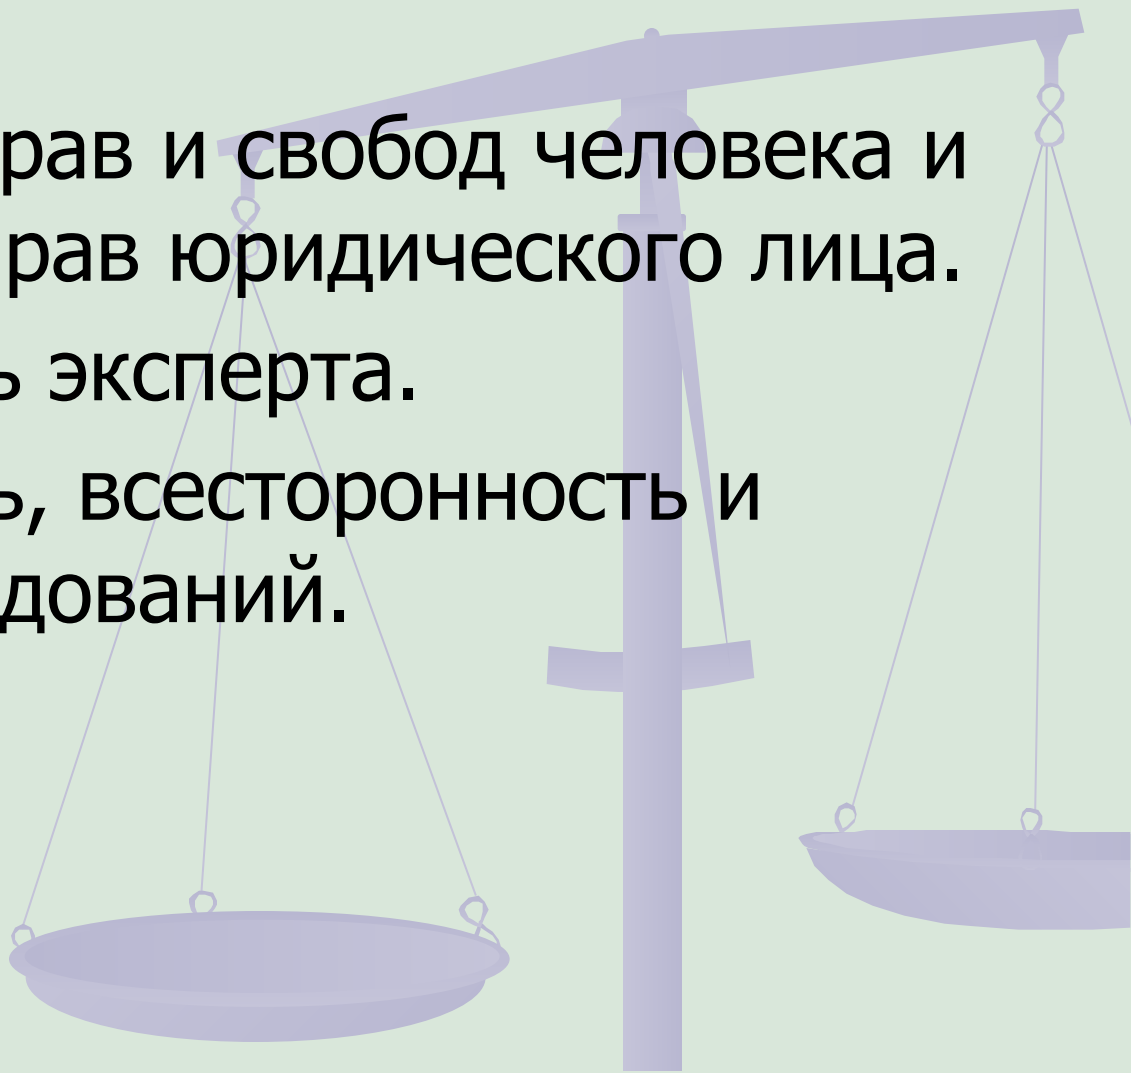 рав и свобод человека и
рав юридического лица.
ь эксперта.
ь, всесторонность и
дований.